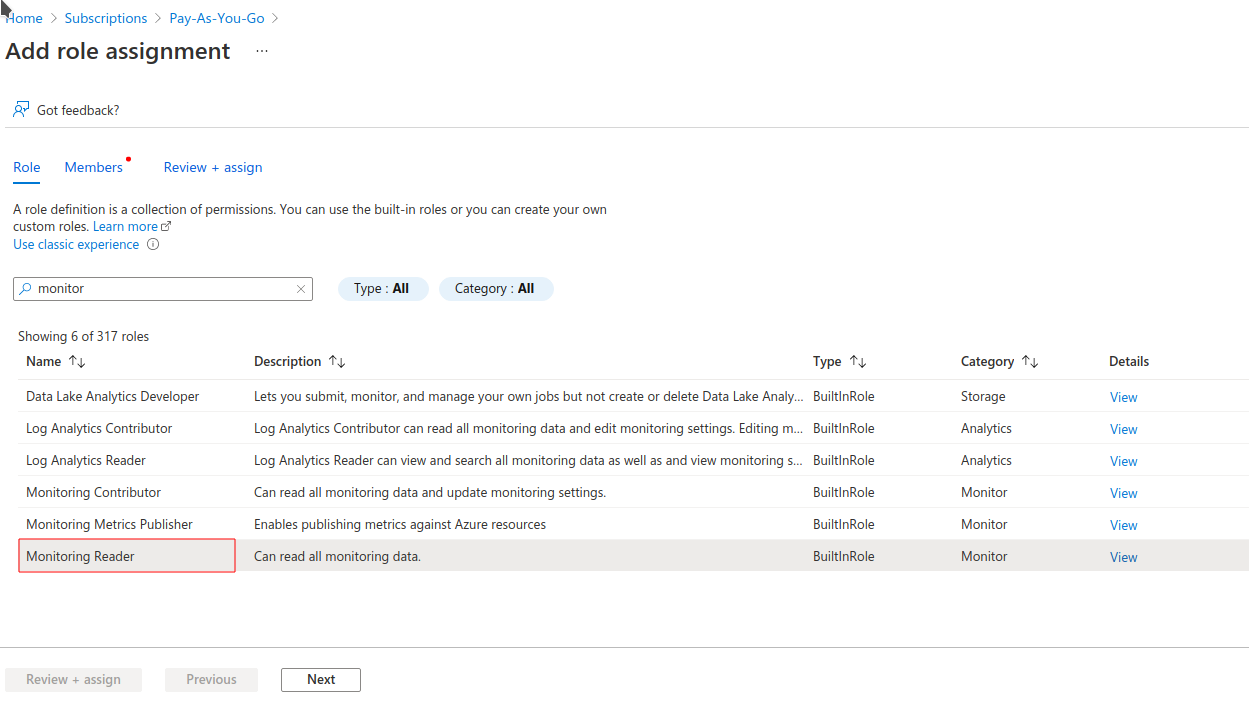 Home > Subscriptions > Pay-As-You-Go >
Add role assignment ...
Got feedback?
Role Members Review + assign
A role definition is a collection of permissions. You can use the built-in roles or you can create your own
custom roles. Learn more
Use classic experience
monitor Type : All Category : All
Showing 6 of 317 roles
Name Description Type Category Details
Data Lake Analytics Developer Lets you submit, monitor, and manage your own jobs but not create or delete Data Lake Analy... BuiltInRole Storage View
Log Analytics Contributor Log Analytics Contributor can read all monitoring data and edit monitoring settings. Editing m... BuiltInRole Analytics View
Log Analytics Reader Log Analytics Reader can view and search all monitoring data as well as and view monitoring s... BuiltInRole Analytics View
Monitoring Contributor Can read all monitoring data and update monitoring settings. BuiltInRole Monitor View
Monitoring Metrics Publisher Enables publishing metrics against Azure resources BuiltInRole Monitor View
Monitoring Reader Can read all monitoring data. BuiltInRole Monitor View
Review + assign Previous Next